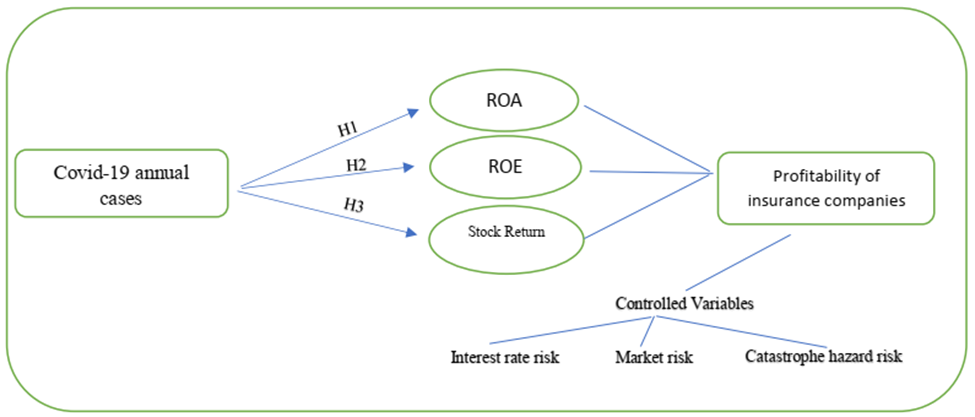 ROA
H1
Covid-19 annual
cases
H2
ROE
H3
Stock Return
Profitability of
insurance companies
Controlled Variables
Interest rate risk
Market risk
Catastrophe hazard risk